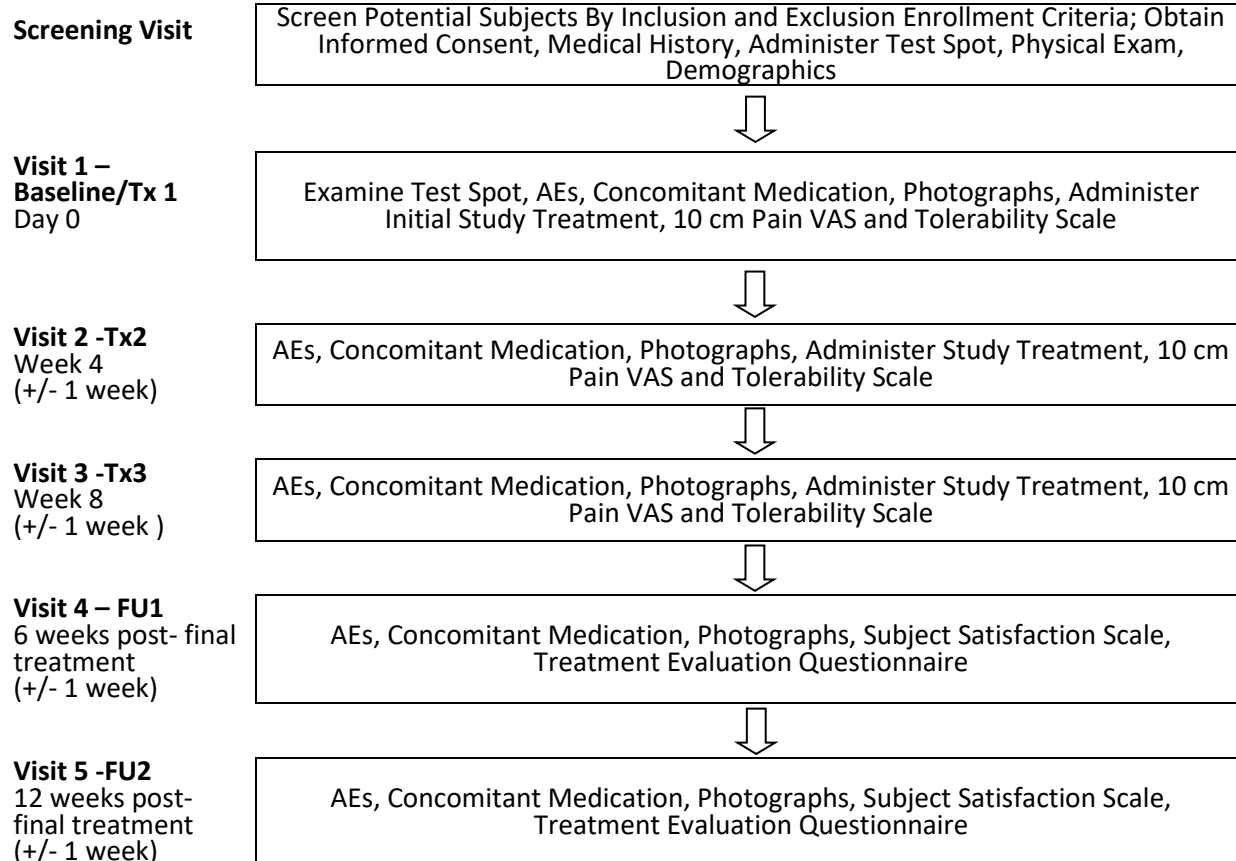 Screening Visit
Screen Potential Subjects By Inclusion and Exclusion Enrollment Criteria; Obtain
Informed Consent, Medical History, Administer Test Spot, Physical Exam,
Demographics
Visit 1 –
Baseline/Tx 1
Day 0
Examine Test Spot, AEs, Concomitant Medication, Photographs, Administer
Initial Study Treatment, 10 cm Pain VAS and Tolerability Scale
Visit 2 -Tx2
Week 4
(+/- 1 week)
AEs, Concomitant Medication, Photographs, Administer Study Treatment, 10 cm
Pain VAS and Tolerability Scale
Visit 3 -Tx3
Week 8
(+/- 1 week )
AEs, Concomitant Medication, Photographs, Administer Study Treatment, 10 cm
Pain VAS and Tolerability Scale
Visit 4 – FU1
6 weeks post- final
treatment
(+/- 1 week)
AEs, Concomitant Medication, Photographs, Subject Satisfaction Scale,
Treatment Evaluation Questionnaire
Visit 5 -FU2
12 weeks post-
final treatment
(+/- 1 week)
AEs, Concomitant Medication, Photographs, Subject Satisfaction Scale,
Treatment Evaluation Questionnaire